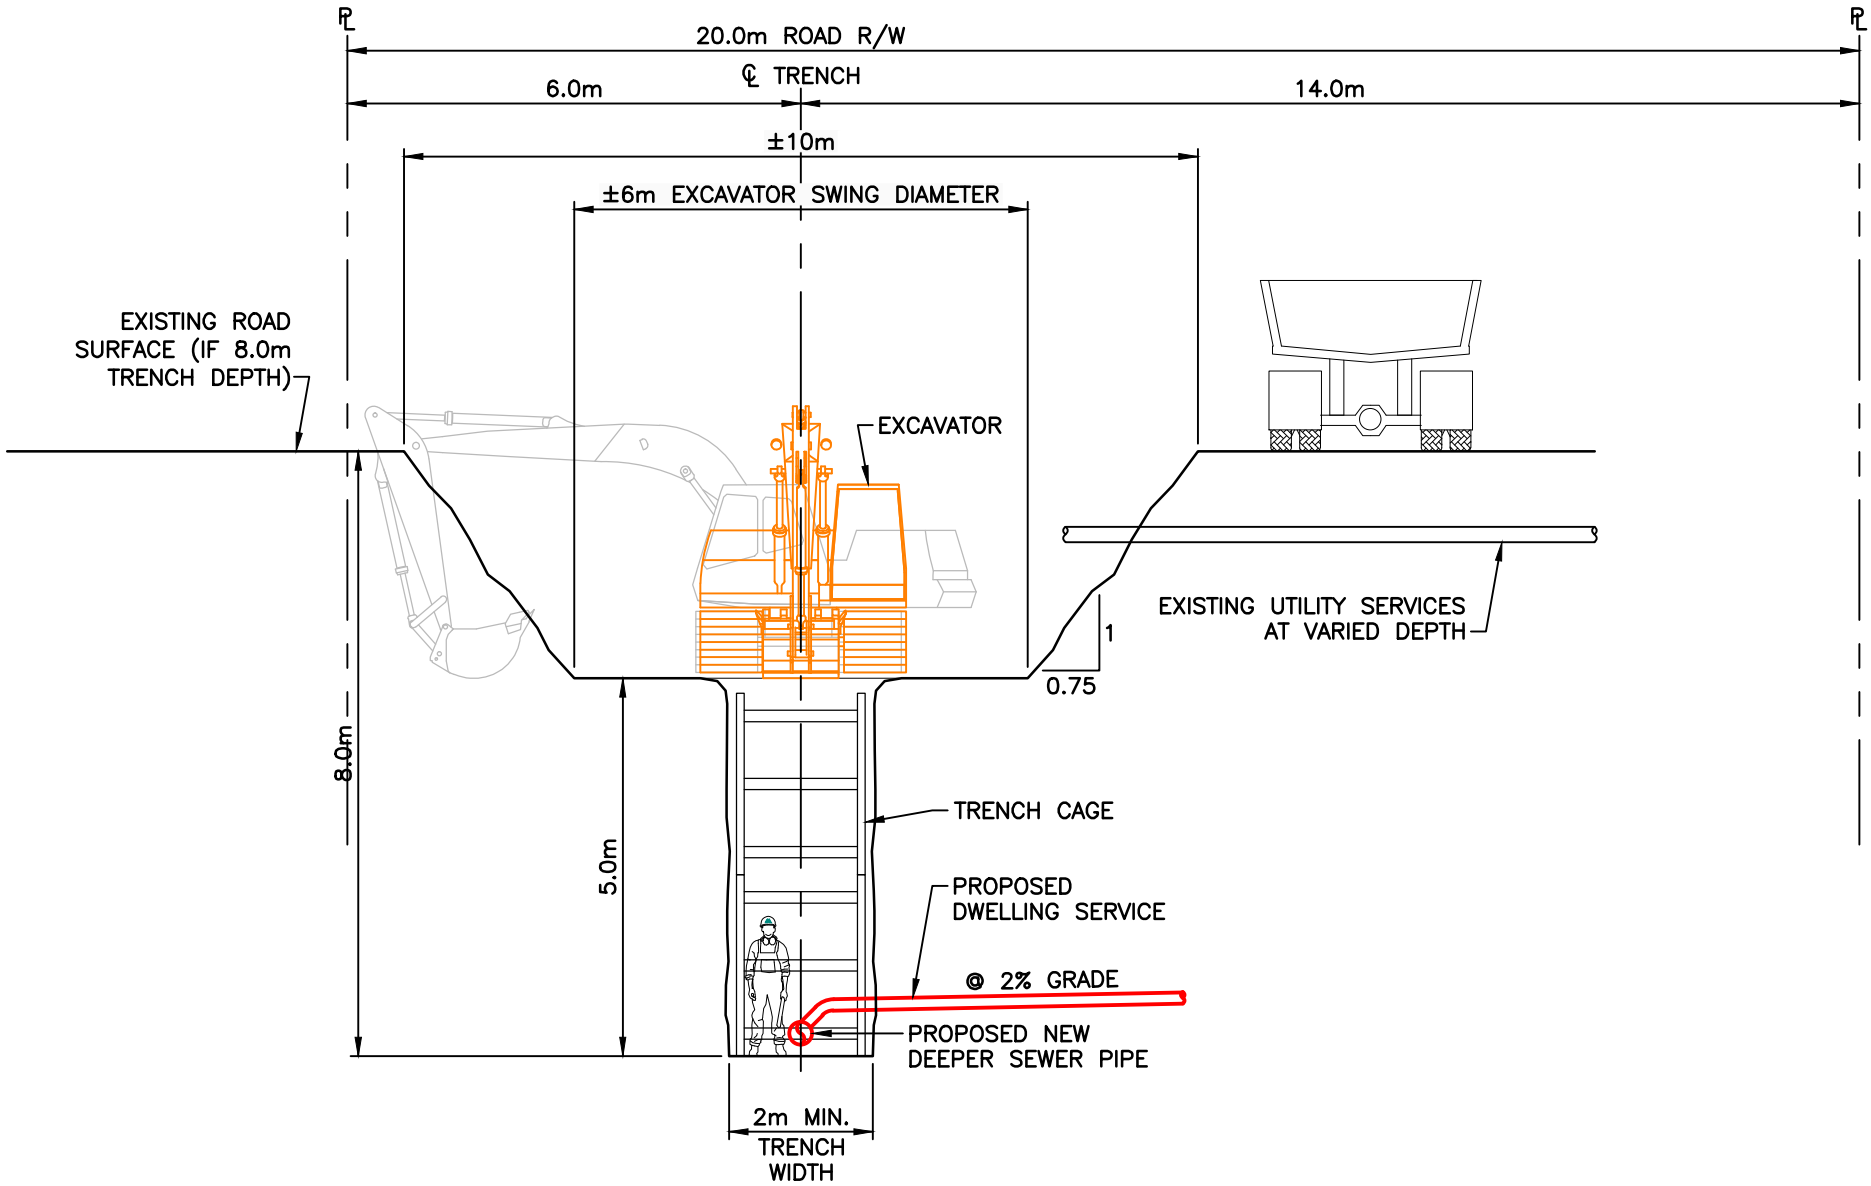 PL
PL
20.0m ROAD R/W
CL TRENCH
6.0m
14.0m
±10m
±6m EXCAVATOR SWING DIAMETER
EXISTING ROAD
SURFACE (IF 8.0m
TRENCH DEPTH)
EXCAVATOR
EXISTING UTILITY SERVICES
AT VARIED DEPTH
1
0.75
8.0m
5.0m
TRENCH CAGE
PROPOSED
DWELLING SERVICE
@ 2% GRADE
PROPOSED NEW
DEEPER SEWER PIPE
2m MIN.
TRENCH
WIDTH